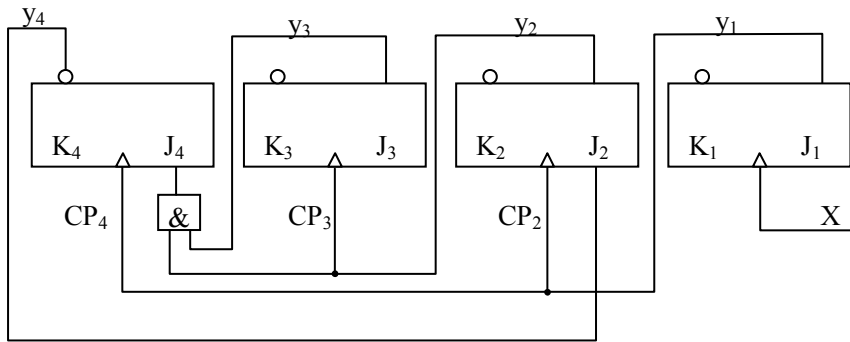 y₄ y₃ y₂ y₁
K₄ J₄ K₃ J₃ K₂ J₂ K₁ J₁
CP₄ & CP₃ CP₂ X